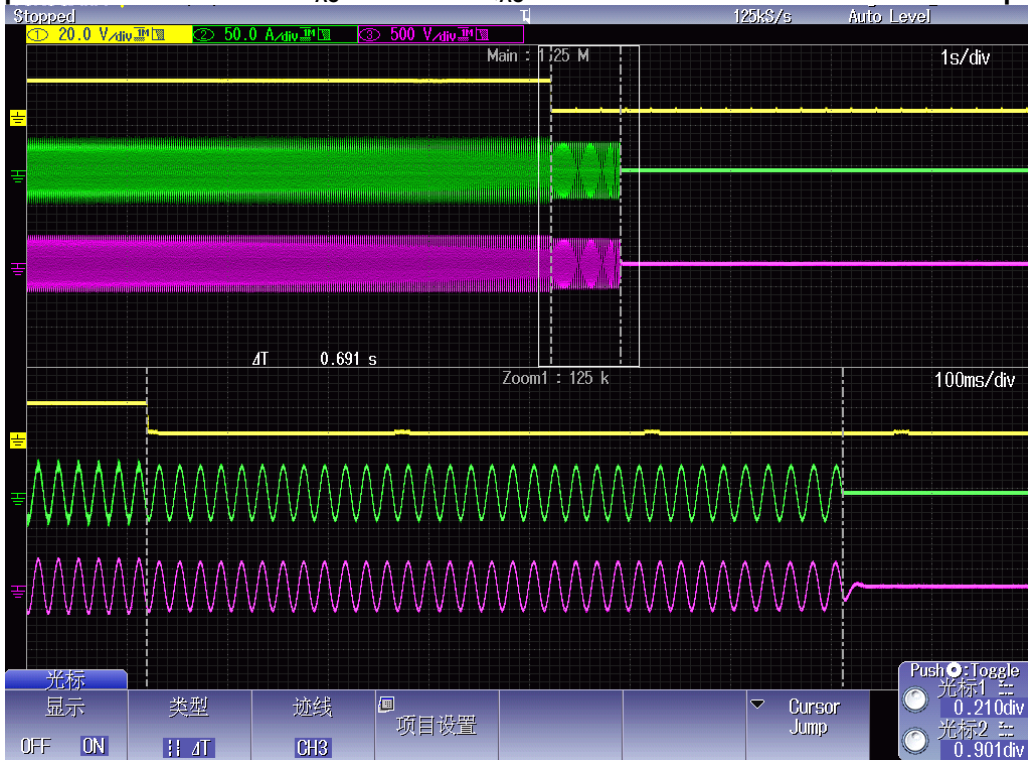 Stopped 125kS/s Auto Level
① 20.0 V/div 1M ② 50.0 A/div 1M ③ 500 V/div 1M
Main : 1.25 M 1s/div
ΔT 0.691 s
Zoom1 : 125 k 100ms/div
Push :Toggle
光标
光标1
0.210div
光标2
0.901div
显示 类型 迹线 项目设置 Cursor Jump
OFF ON ΔT CH3